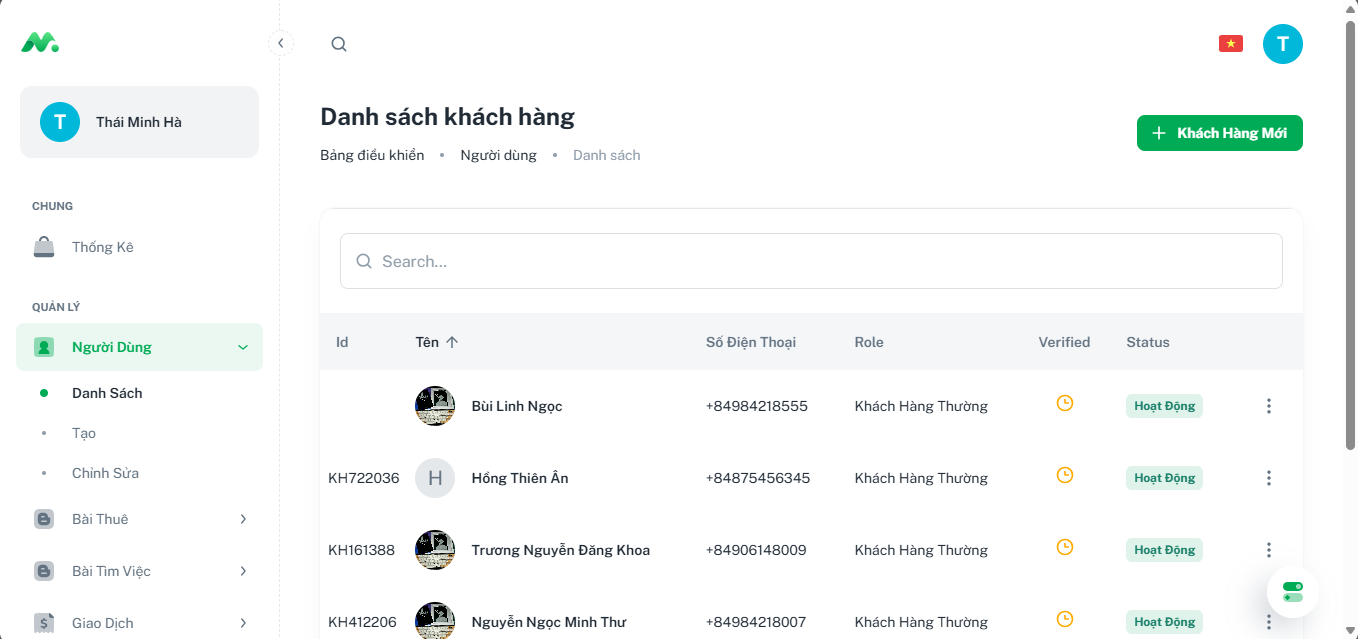 T
Thái Minh Hà
CHUNG
Thống Kê
QUẢN LÝ
Người Dùng
Danh Sách
Tạo
Chỉnh Sửa
Bài Thuê
Bài Tìm Việc
Giao Dịch
T
Danh sách khách hàng
Bảng điều khiển • Người dùng • Danh sách
Khách Hàng Mới
Search...
Id Tên Số Điện Thoại Role Verified Status
Bùi Linh Ngọc +84984218555 Khách Hàng Thường Hoạt Động
KH722036 H Hồng Thiên Ân +84875456345 Khách Hàng Thường Hoạt Động
KH161388 Trương Nguyễn Đăng Khoa +84906148009 Khách Hàng Thường Hoạt Động
KH412206 Nguyễn Ngọc Minh Thư +84984218007 Khách Hàng Thường Hoạt Động